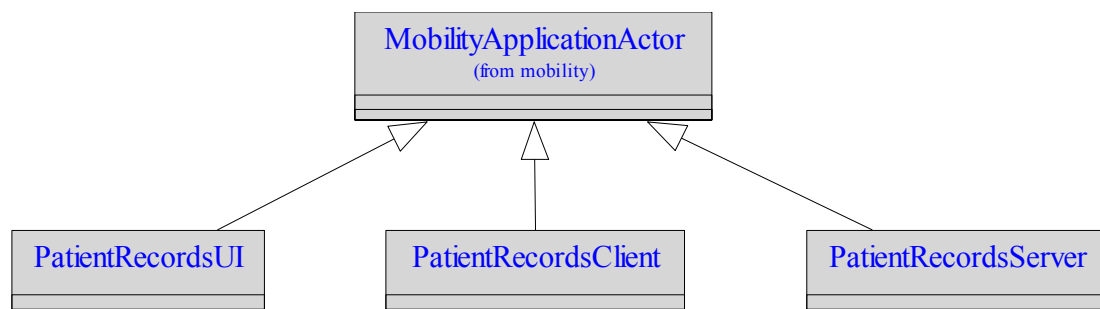 MobilityApplicationActor
(from mobility)
PatientRecordsUI
PatientRecordsClient
PatientRecordsServer